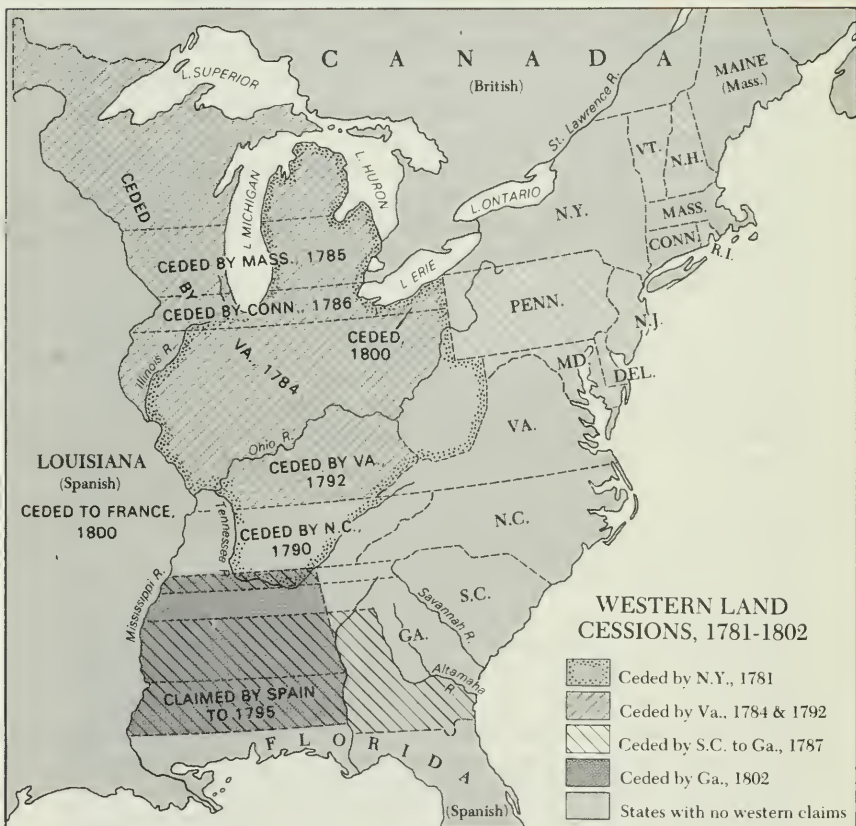 C A N A D A
(British)
L. SUPERIOR
MAINE
(Mass.)
St. Lawrence R.
L. HURON
L. MICHIGAN
VT.
N.H.
L. ONTARIO
N.Y.
MASS.
CONN.
R.I.
CEDED
CEDED BY MASS., 1785
BY
CEDED BY CONN., 1786
L. ERIE
CEDED,
1800
PENN.
N.J.
VA., 1784
Illinois R.
MD.
DEL.
VA.
Ohio R.
LOUISIANA
(Spanish)
CEDED TO FRANCE,
1800
CEDED BY VA.,
1792
Tennessee R.
CEDED BY N.C.,
1790
N.C.
Mississippi R.
S.C.
Savannah R.
GA.
Altamaha
R.
CLAIMED BY SPAIN
TO 1795
F L O R I D A
(Spanish)
WESTERN LAND
CESSIONS, 1781-1802
Ceded by N.Y., 1781
Ceded by Va., 1784 & 1792
Ceded by S.C. to Ga., 1787
Ceded by Ga., 1802
States with no western claims